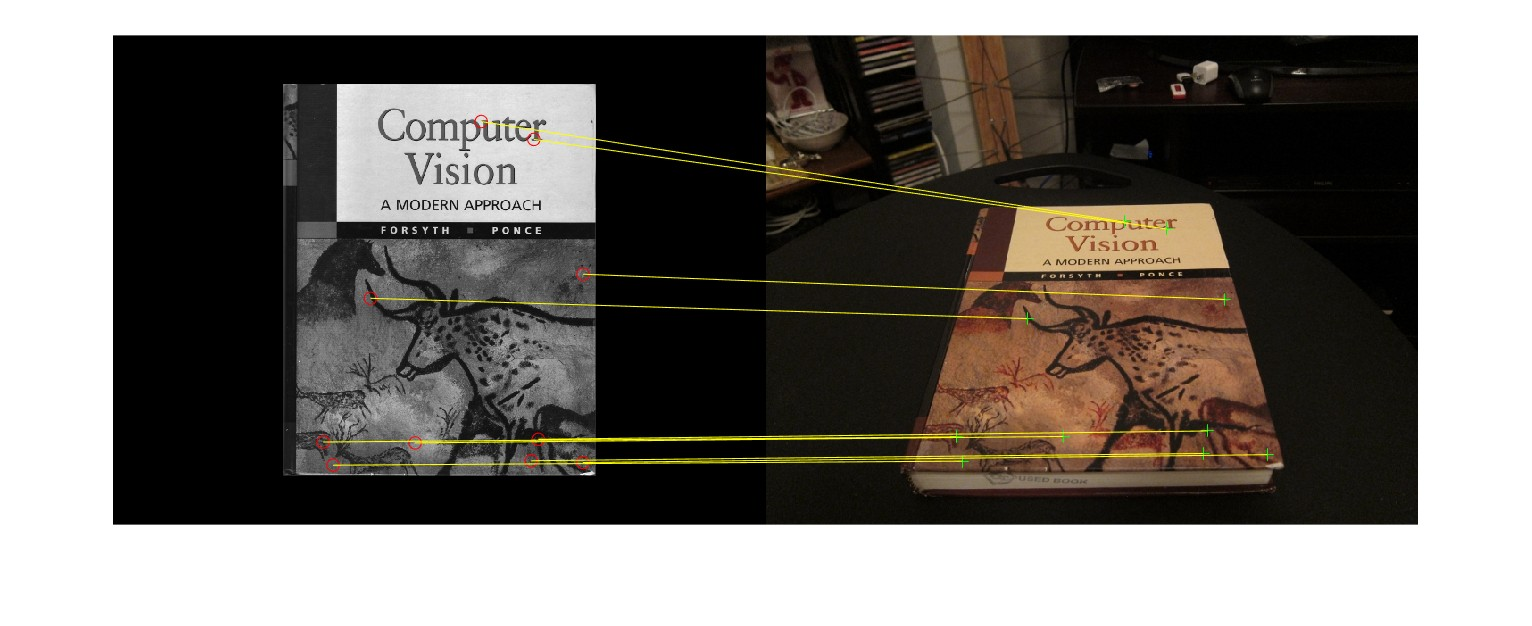 Computer
Vision
A MODERN APPROACH
FORSYTH ■ PONCE
Computer
Vision
A MODERN APPROACH
FORSYTH ■ PONCE
USED BOOK